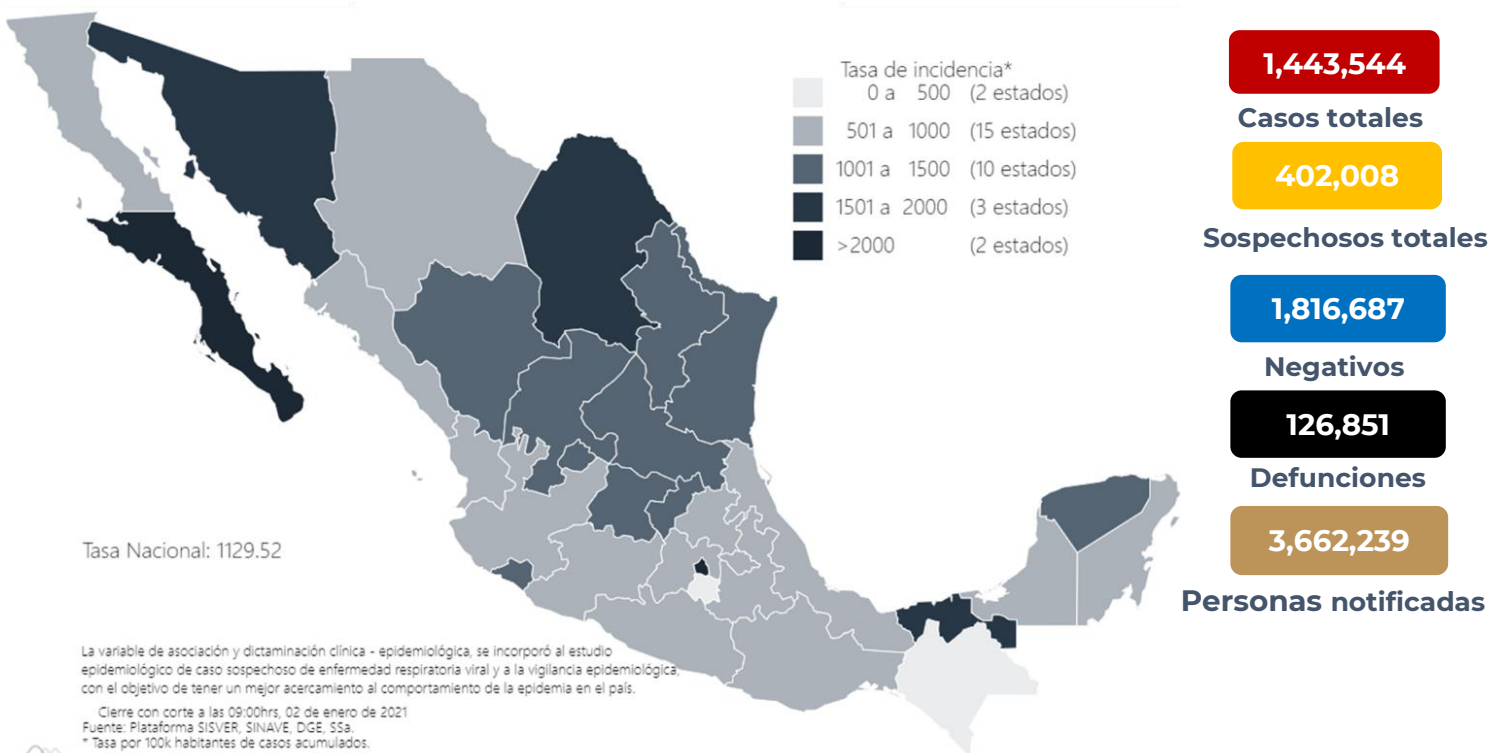 Tasa de incidencia*
0 a 500 (2 estados)
501 a 1000 (15 estados)
1001 a 1500 (10 estados)
1501 a 2000 (3 estados)
>2000 (2 estados)
Tasa Nacional: 1129.52
La variable de asociación y dictaminación clínica - epidemiológica, se incorporó al estudio
epidemiológico de caso sospechoso de enfermedad respiratoria viral y a la vigilancia epidemiológica,
con el objetivo de tener un mejor acercamiento al comportamiento de la epidemia en el país.
Cierre con corte a las 09:00hrs, 02 de enero de 2021
Fuente: Plataforma SISVER, SINAVE, DGE, SSa.
* Tasa por 100k habitantes de casos acumulados.
1,443,544
Casos totales
402,008
Sospechosos totales
1,816,687
Negativos
126,851
Defunciones
3,662,239
Personas notificadas